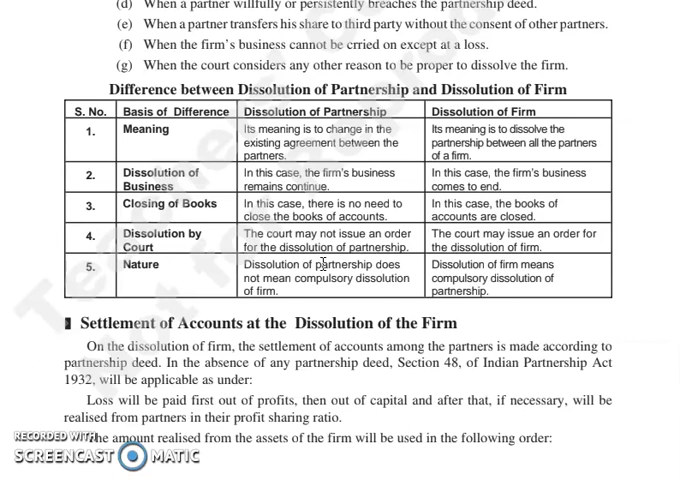 (d) When a partner willfully or persistently breaches the partnership deed.
(e) When a partner transfers his share to third party without the consent of other partners.
(f) When the firm's business cannot be crried on except at a loss.
(g) When the court considers any other reason to be proper to dissolve the firm.
Difference between Dissolution of Partnership and Dissolution of Firm
S. No. Basis of Difference Dissolution of Partnership Dissolution of Firm
1. Meaning Its meaning is to change in the existing agreement between the partners. Its meaning is to dissolve the partnership between all the partners of a firm.
2. Dissolution of Business In this case, the firm's business remains continue. In this case, the firm's business comes to end.
3. Closing of Books In this case, there is no need to close the books of accounts. In this case, the books of accounts are closed.
4. Dissolution by Court The court may not issue an order for the dissolution of partnership. The court may issue an order for the dissolution of firm.
5. Nature Dissolution of partnership does not mean compulsory dissolution of firm. Dissolution of firm means compulsory dissolution of partnership.
Settlement of Accounts at the Dissolution of the Firm
On the dissolution of firm, the settlement of accounts among the partners is made according to
partnership deed. In the absence of any partnership deed, Section 48, of Indian Partnership Act
1932, will be applicable as under:
Loss will be paid first out of profits, then out of capital and after that, if necessary, will be
realised from partners in their profit sharing ratio.
The amount realised from the assets of the firm will be used in the following order:
RECORDED WITH
SCREENCAST MATIC